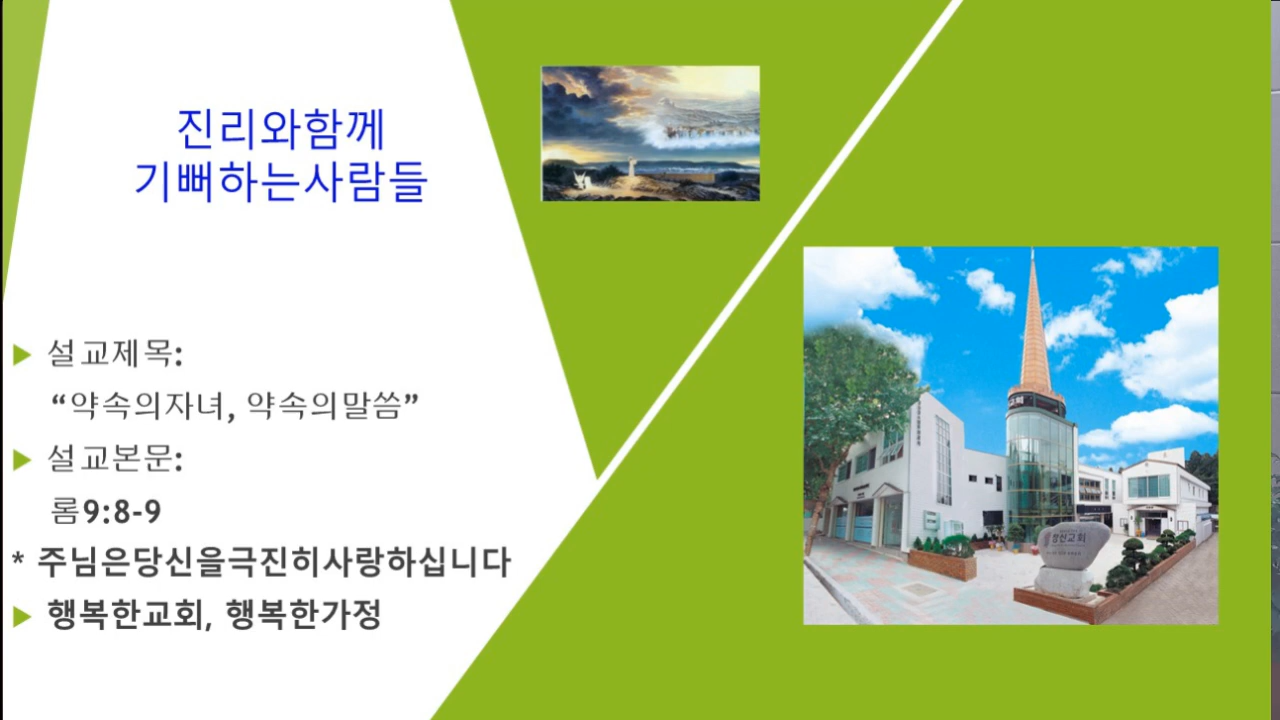 진리와함께
기뻐하는사람들
설교제목:
“약속의자녀, 약속의말씀”
설교본문:
롬9:8-9
* 주님은당신을극진히사랑하십니다
행복한교회, 행복한가정
교회